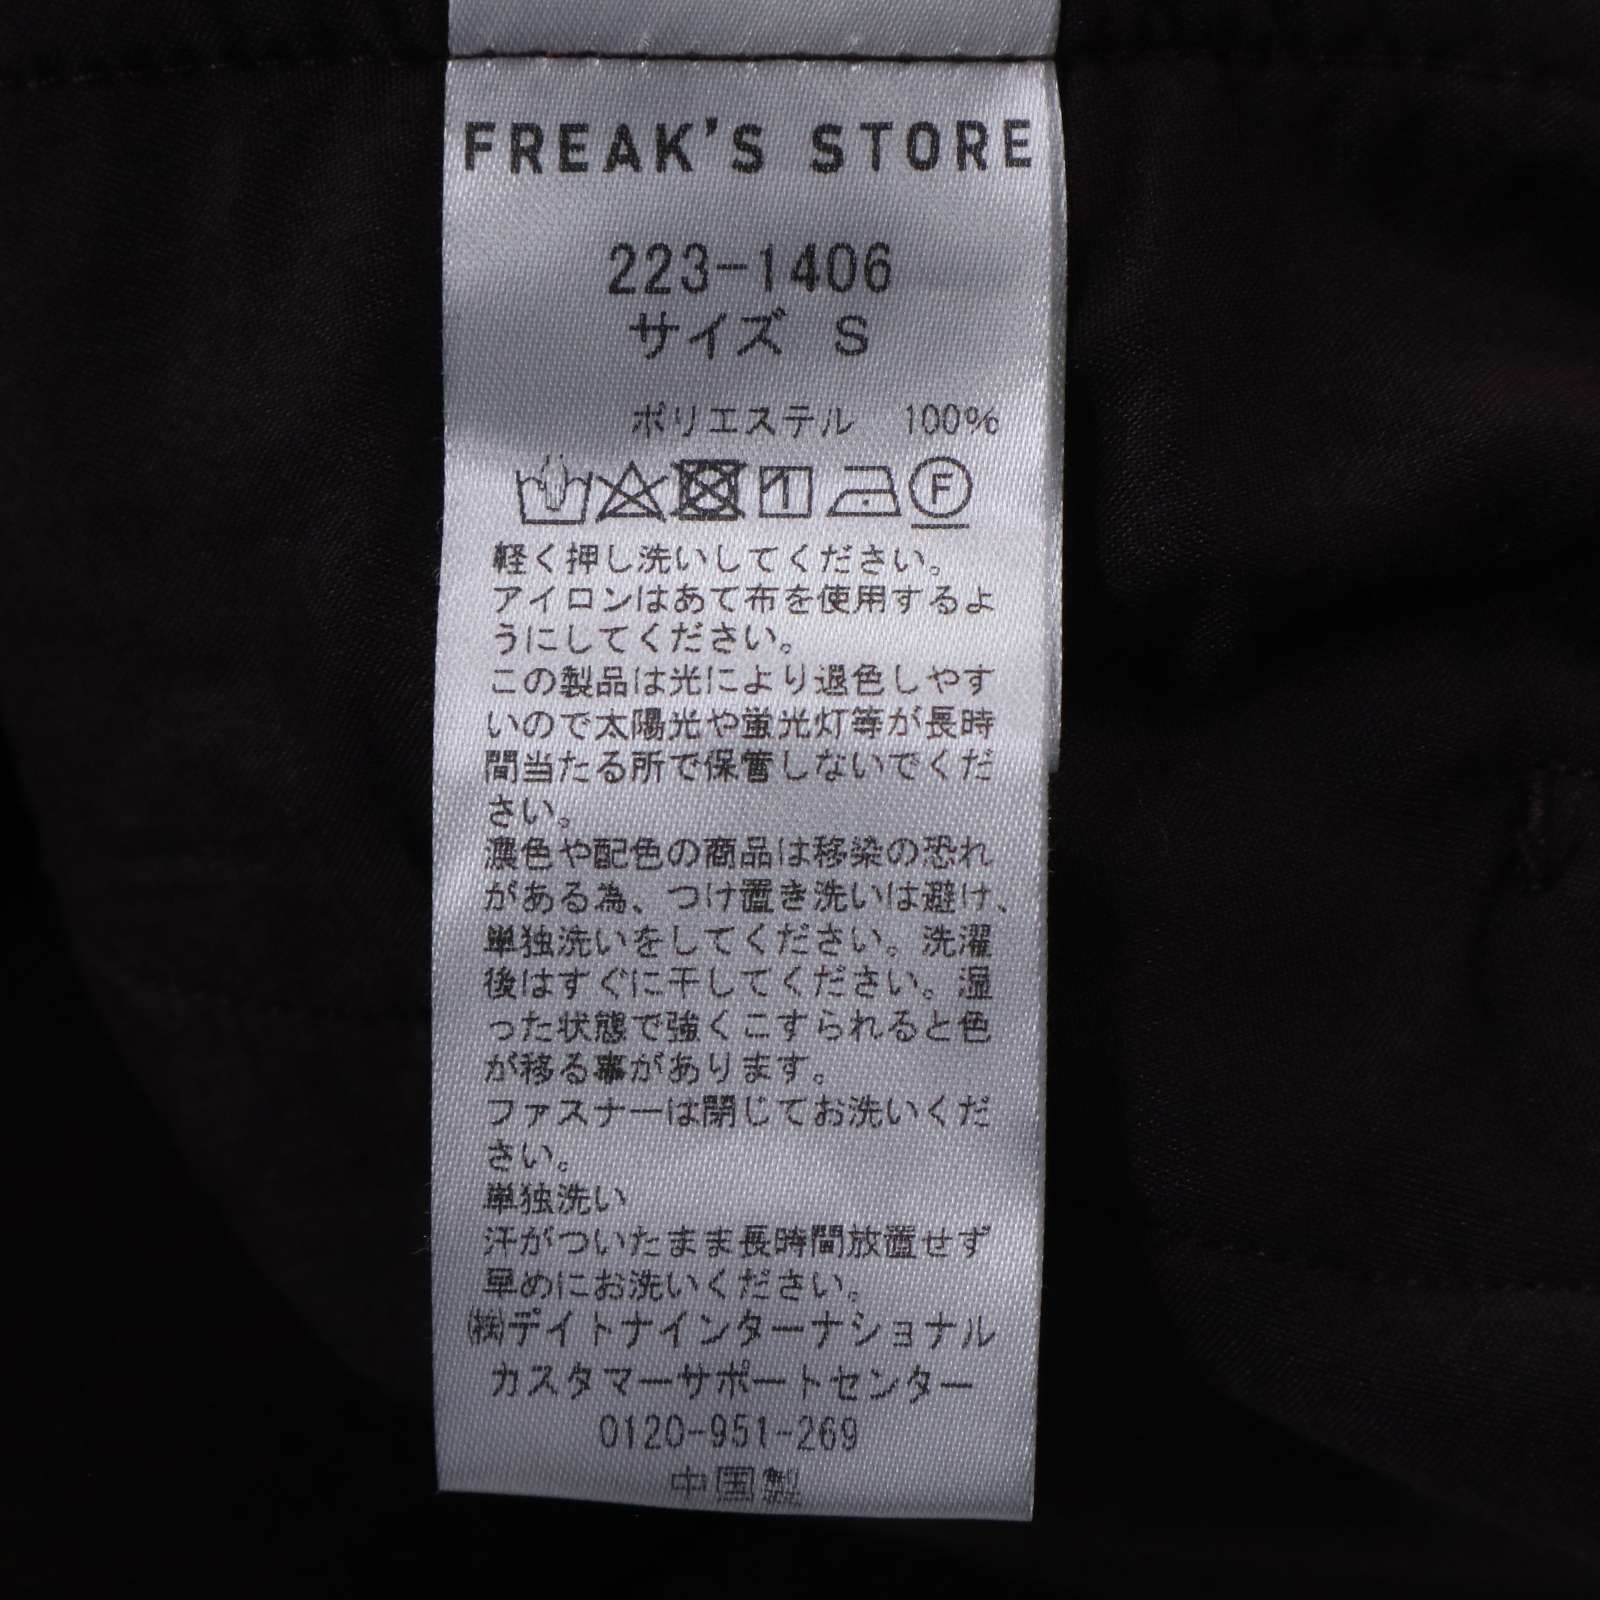 FREAK'S STORE
223-1406
サイズ S
ポリエステル 100%
F
軽く押し洗いしてください。
アイロンはあて布を使用するよ
うにしてください。
この製品は光により退色しやす
いので太陽光や蛍光灯等が長時
間当たる所で保管しないでくだ
さい。
濃色や配色の商品は移染の恐れ
がある為、つけ置き洗いは避け、
単独洗いをしてください。洗濯
後はすぐに干してください。湿
った状態で強くこすられると色
が移る事があります。
ファスナーは閉じてお洗いくだ
さい。
単独洗い
汗がついたまま長時間放置せず
早めにお洗いください。
㈱デイトナインターナショナル
カスタマーサポートセンター
0120-951-269
中国製